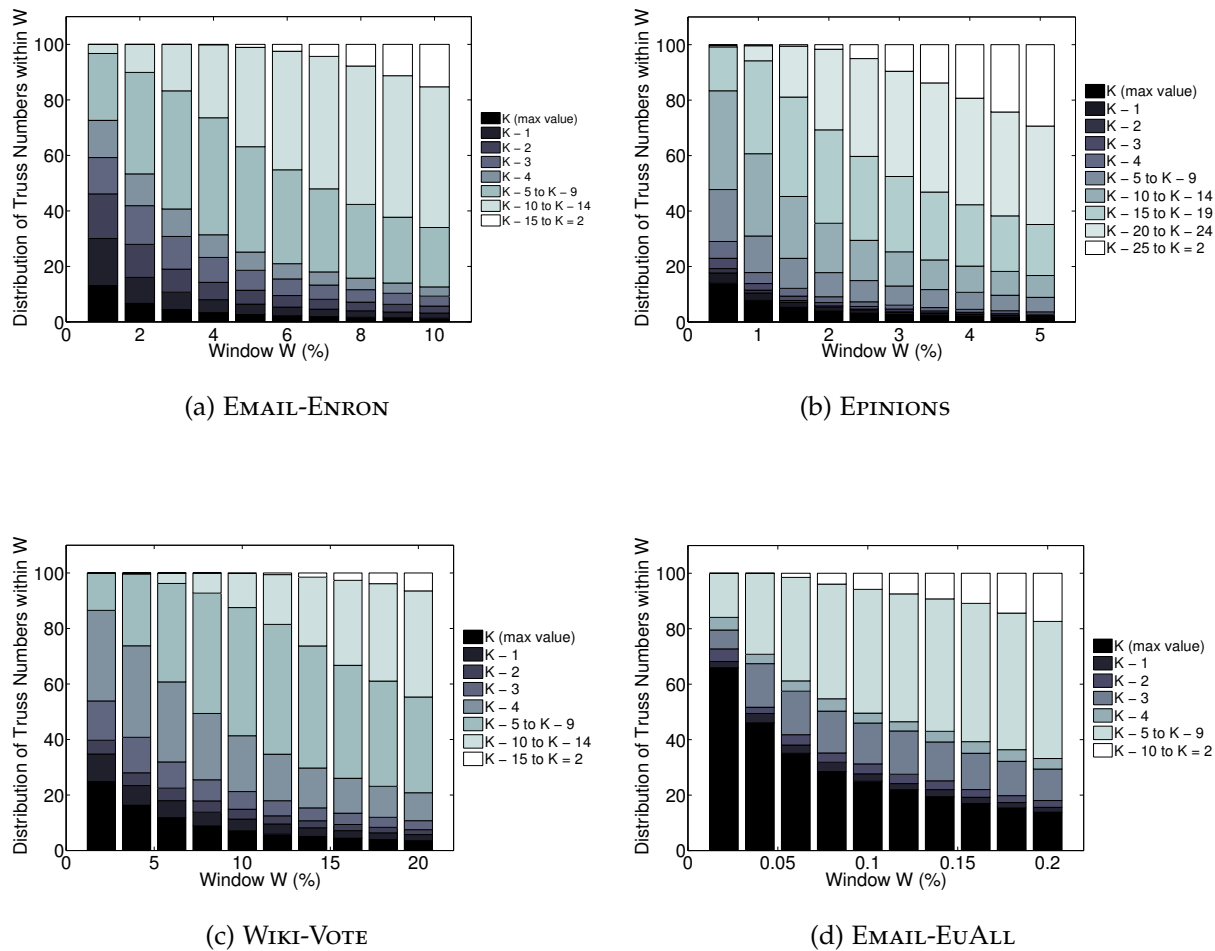 Distribution of Truss Numbers within W
100
80
60
40
20
0
0 2 4 6 8 10
Window W (%)
K (max value)
K − 1
K − 2
K − 3
K − 4
K − 5 to K − 9
K − 10 to K − 14
K − 15 to K = 2
(a) Email-Enron
Distribution of Truss Numbers within W
100
80
60
40
20
0
0 1 2 3 4 5
Window W (%)
K (max value)
K − 1
K − 2
K − 3
K − 4
K − 5 to K − 9
K − 10 to K − 14
K − 15 to K − 19
K − 20 to K − 24
K − 25 to K = 2
(b) Epinions
Distribution of Truss Numbers within W
100
80
60
40
20
0
0 5 10 15 20
Window W (%)
K (max value)
K − 1
K − 2
K − 3
K − 4
K − 5 to K − 9
K − 10 to K − 14
K − 15 to K = 2
(c) Wiki-Vote
Distribution of Truss Numbers within W
100
80
60
40
20
0
0 0.05 0.1 0.15 0.2
Window W (%)
K (max value)
K − 1
K − 2
K − 3
K − 4
K − 5 to K − 9
K − 10 to K = 2
(d) Email-EuAll